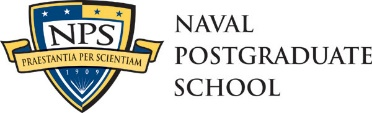 NPS
PRAESTANTIA PER SCIENTIAM
1909
NAVAL
POSTGRADUATE
SCHOOL